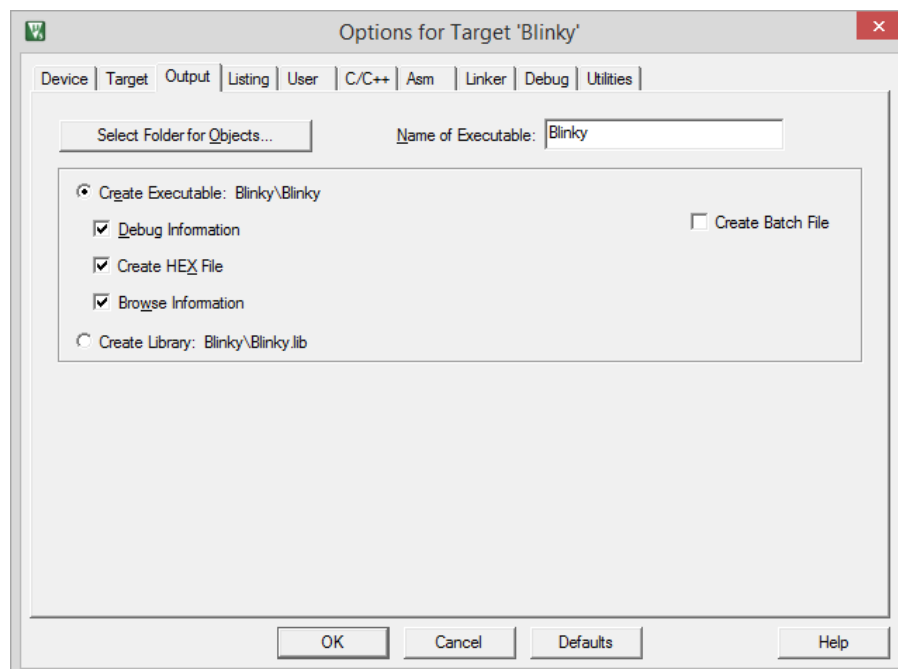 Options for Target 'Blinky'
Device Target Output Listing User C/C++ Asm Linker Debug Utilities
Select Folder for Objects... Name of Executable: Blinky
Create Executable: Blinky\Blinky
Debug Information Create Batch File
Create HEX File
Browse Information
Create Library: Blinky\Blinky.lib
OK Cancel Defaults Help